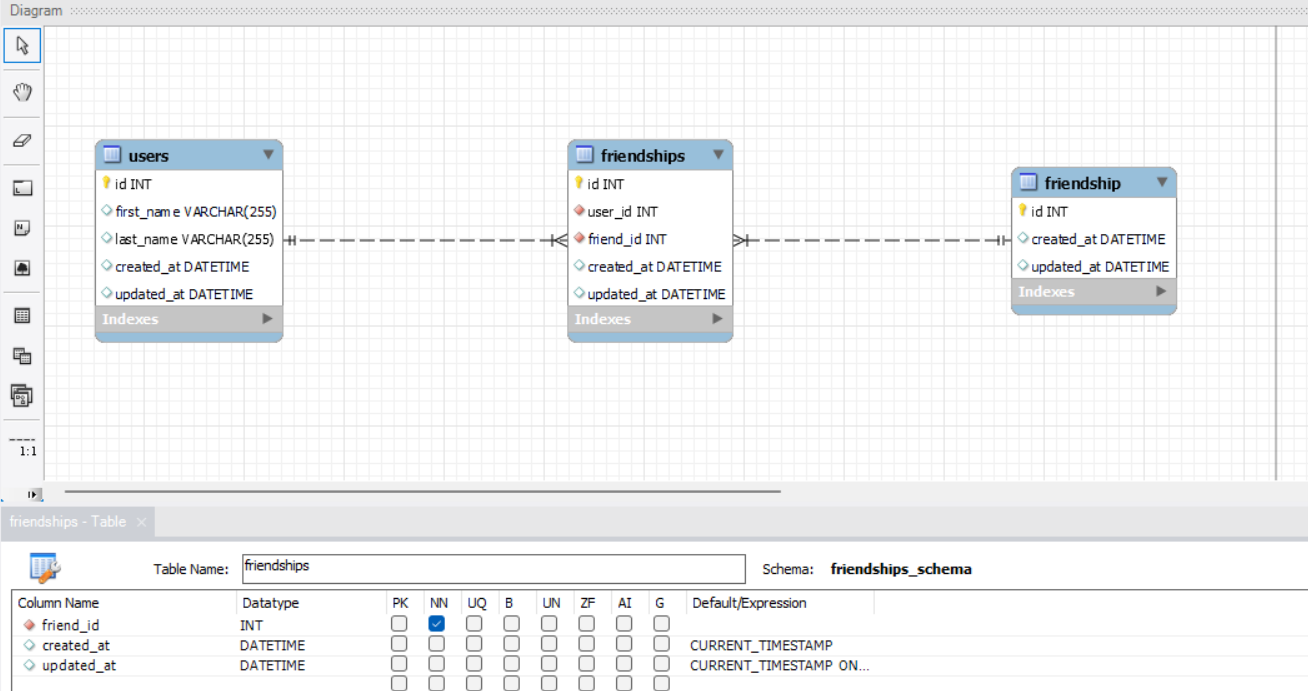 Diagram
users
id INT
first_name VARCHAR(255)
last_name VARCHAR(255)
created_at DATETIME
updated_at DATETIME
Indexes
friendships
id INT
user_id INT
friend_id INT
created_at DATETIME
updated_at DATETIME
Indexes
friendship
id INT
created_at DATETIME
updated_at DATETIME
Indexes
1:1
friendships - Table
Table Name: friendships Schema: friendships_schema
Column Name Datatype PK NN UQ B UN ZF AI G Default/Expression
friend_id INT
created_at DATETIME CURRENT_TIMESTAMP
updated_at DATETIME CURRENT_TIMESTAMP ON...